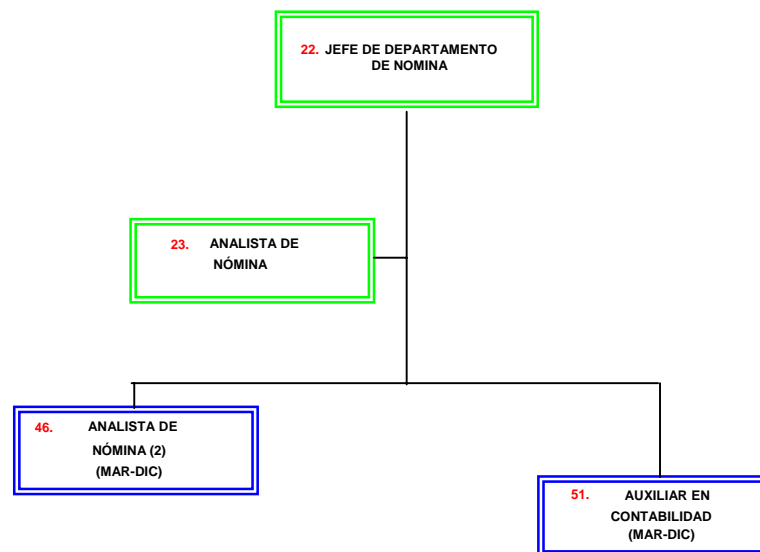 22. JEFE DE DEPARTAMENTO
DE NOMINA
23. ANALISTA DE
NÓMINA
46. ANALISTA DE
NÓMINA (2)
(MAR-DIC)
51. AUXILIAR EN
CONTABILIDAD
(MAR-DIC)